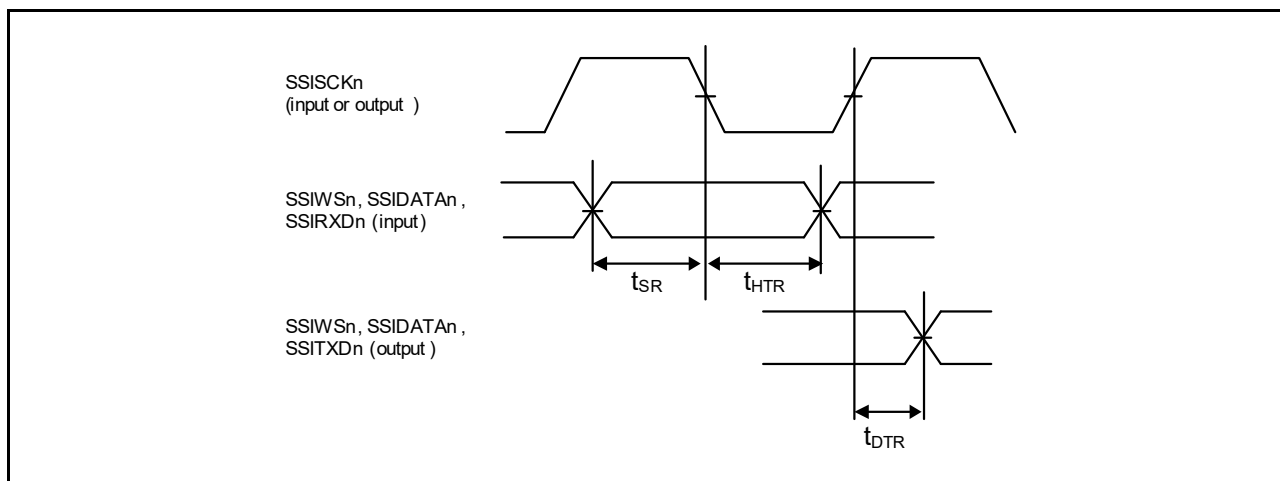 SSISCKn
(input or output )
SSIWSn, SSIDATAn ,
SSIRXDn (input)
tSR
tHTR
SSIWSn, SSIDATAn ,
SSITXDn (output )
tDTR